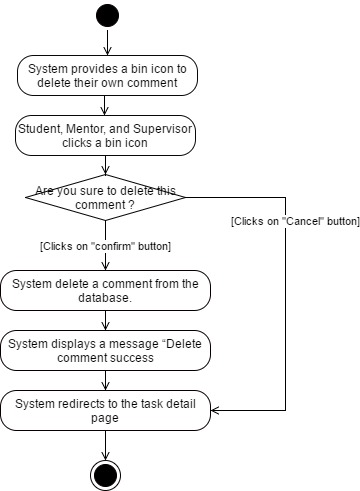 System provides a bin icon to
delete their own comment
Student, Mentor, and Supervisor
clicks a bin icon
Are you sure to delete this
comment ?
[Clicks on "Cancel" button]
[Clicks on "confirm" button]
System delete a comment from the
database.
System displays a message “Delete
comment success
System redirects to the task detail
page